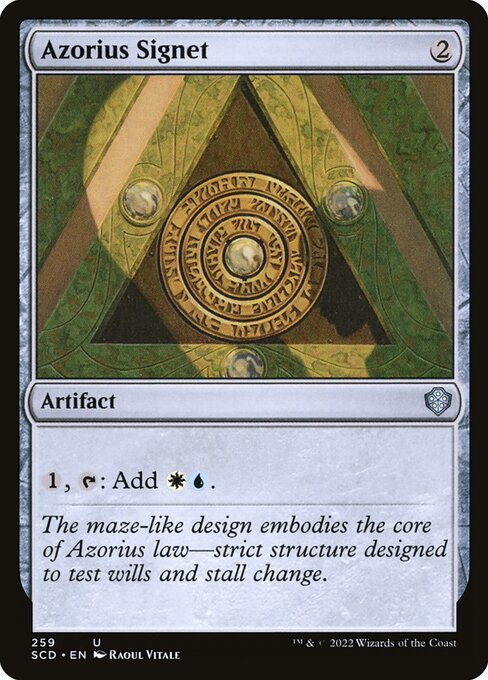 Azorius Signet 2
Artifact
1, : Add .
The maze-like design embodies the core
of Azorius law—strict structure designed
to test wills and stall change.
259 U
SCD • EN Raoul Vitale
™ & © 2022 Wizards of the Coast